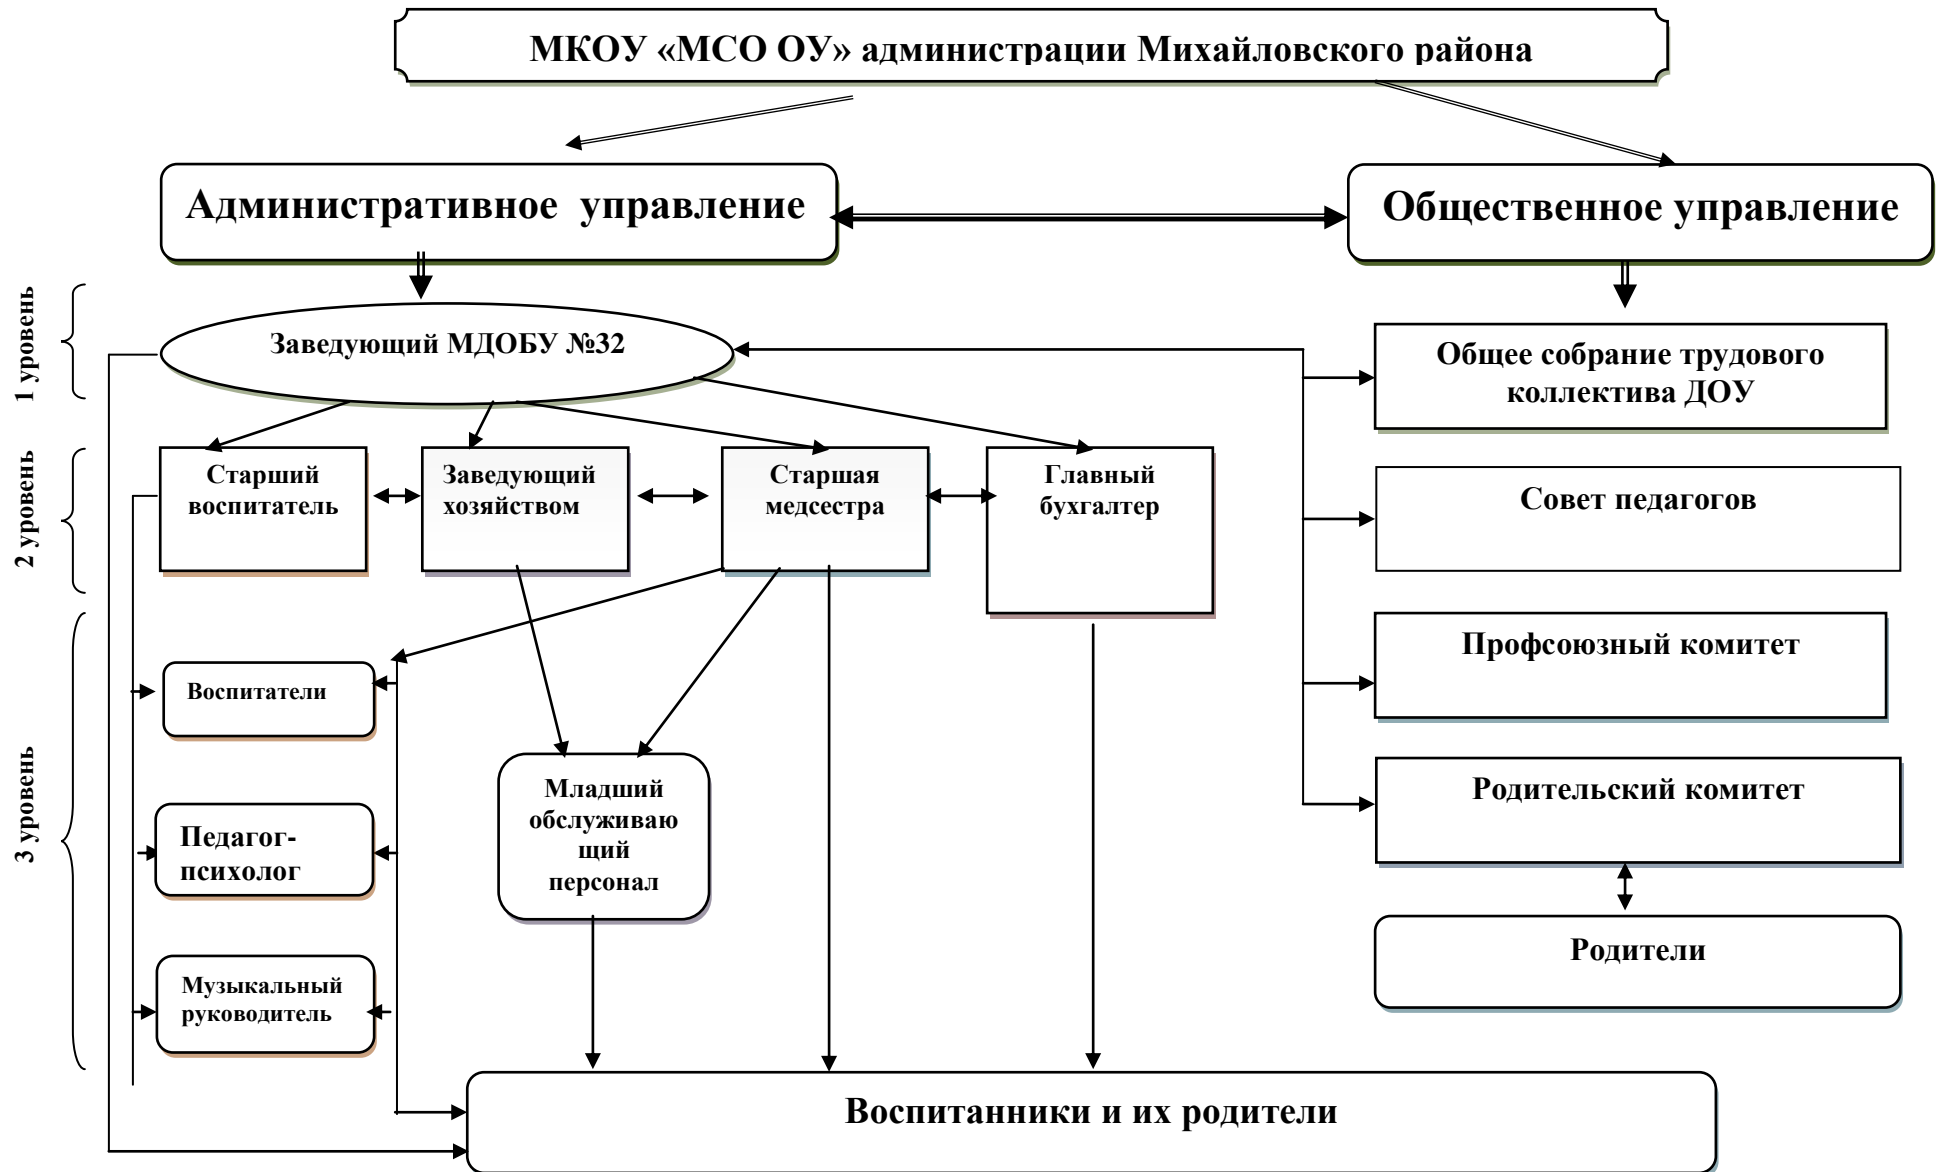 МКОУ «МСО ОУ» администрации Михайловского района
Административное управление
Общественное управление
1 уровень
Заведующий МДОБУ №32
Общее собрание трудового
коллектива ДОУ
2 уровень
Старший
воспитатель
Заведующий
хозяйством
Старшая
медсестра
Главный
бухгалтер
Совет педагогов
Профсоюзный комитет
3 уровень
Воспитатели
Младший
обслуживаю
щий
персонал
Родительский комитет
Педагог-
психолог
Родители
Музыкальный
руководитель
Воспитанники и их родители